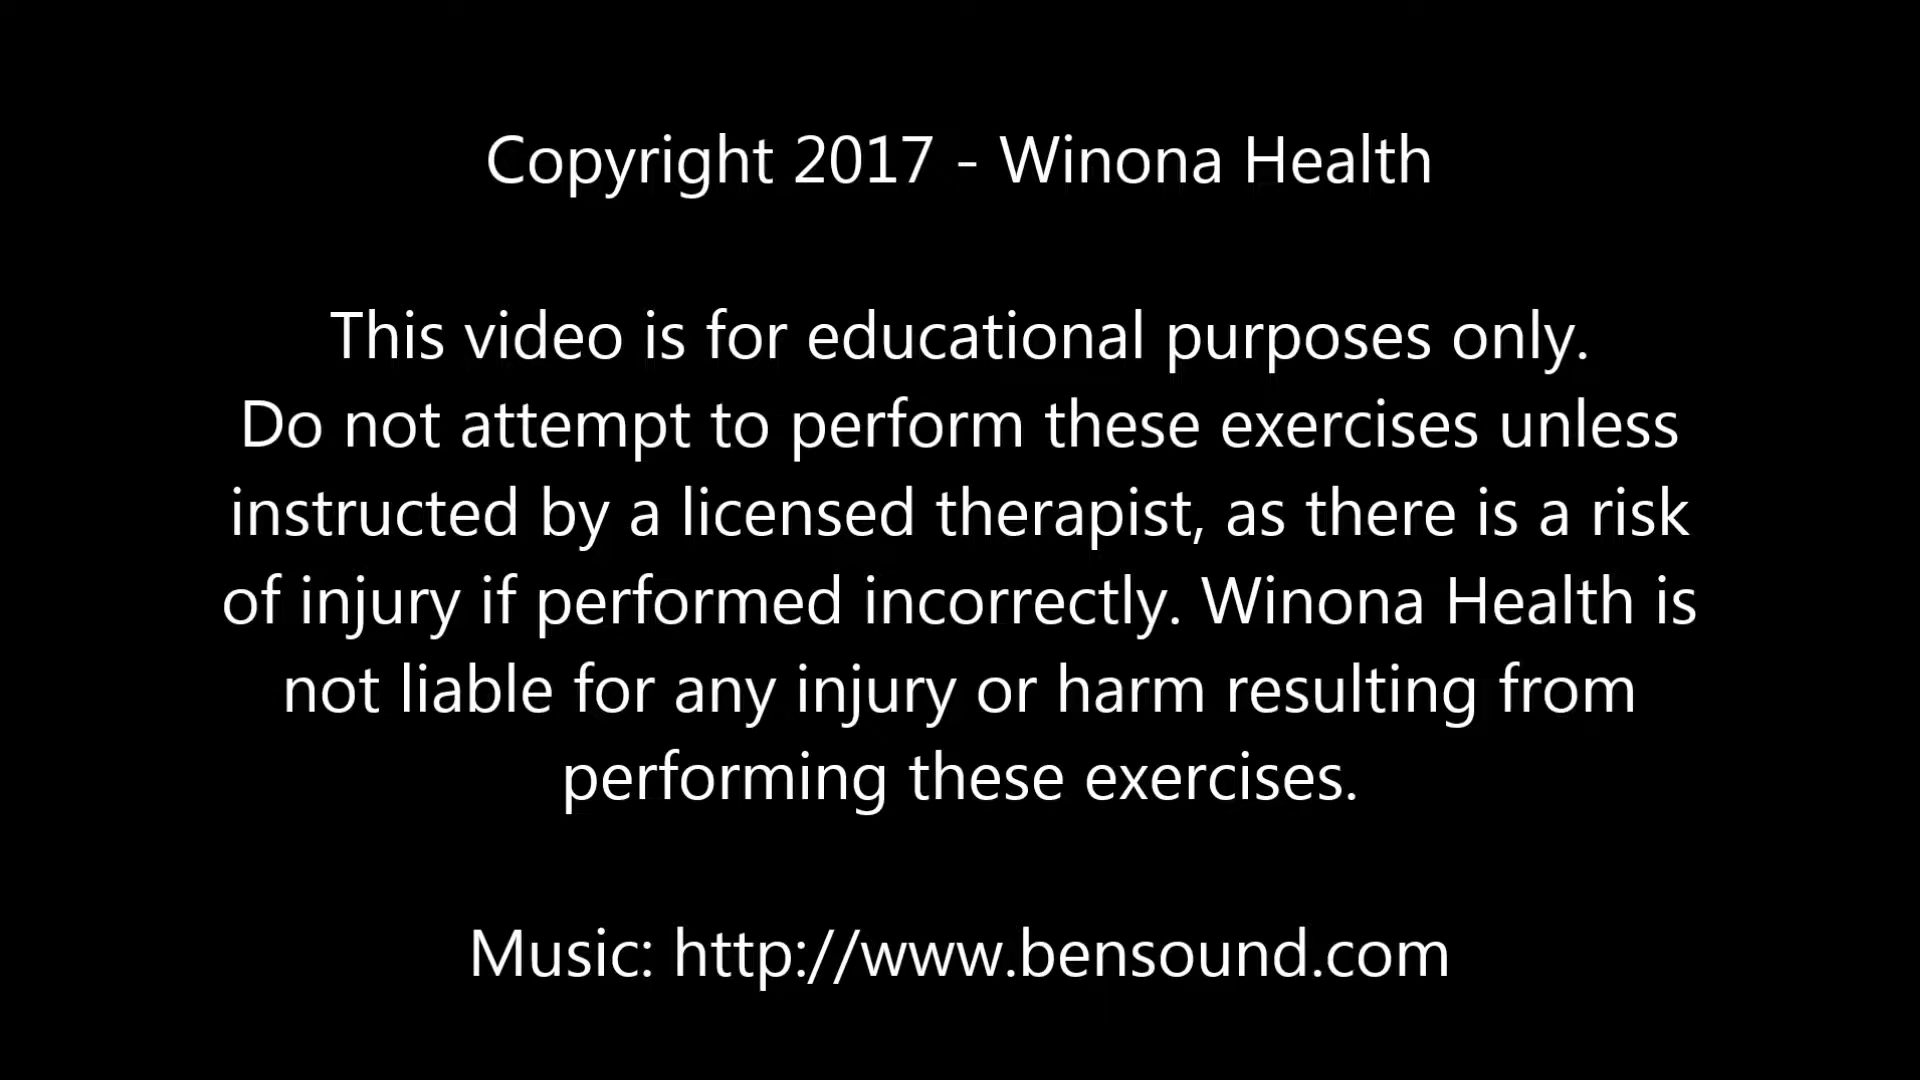 Copyright 2017 - Winona Health
This video is for educational purposes only.
Do not attempt to perform these exercises unless
instructed by a licensed therapist, as there is a risk
of injury if performed incorrectly. Winona Health is
not liable for any injury or harm resulting from
performing these exercises.
Music: http://www.bensound.com